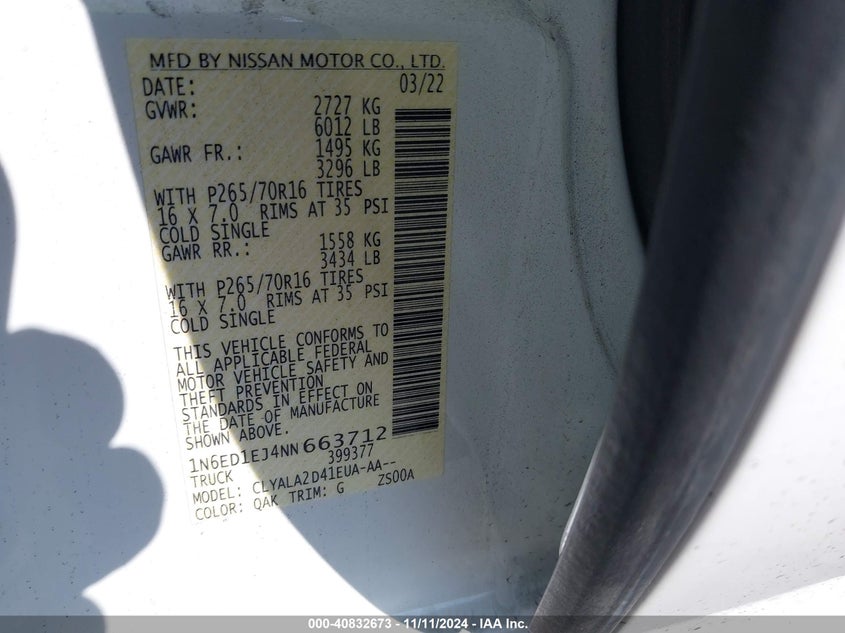 MFD BY NISSAN MOTOR CO., LTD.
DATE: 03/22
GVWR: 2727 KG
6012 LB
GAWR FR.: 1495 KG
3296 LB
WITH P265/70R16 TIRES
16 X 7.0 RIMS AT 35 PSI
COLD SINGLE
GAWR RR.: 1558 KG
3434 LB
WITH P265/70R16 TIRES
16 X 7.0 RIMS AT 35 PSI
COLD SINGLE
THIS VEHICLE CONFORMS TO
ALL APPLICABLE FEDERAL
MOTOR VEHICLE SAFETY AND
THEFT PREVENTION
STANDARDS IN EFFECT ON
THE DATE OF MANUFACTURE
SHOWN ABOVE.
1N6ED1EJ4NN663712
TRUCK 399377
MODEL: CLYALA2D41EUA-AA--
COLOR: QAK TRIM: G ZS00A
000-40832673 - 11/11/2024 - IAA Inc.